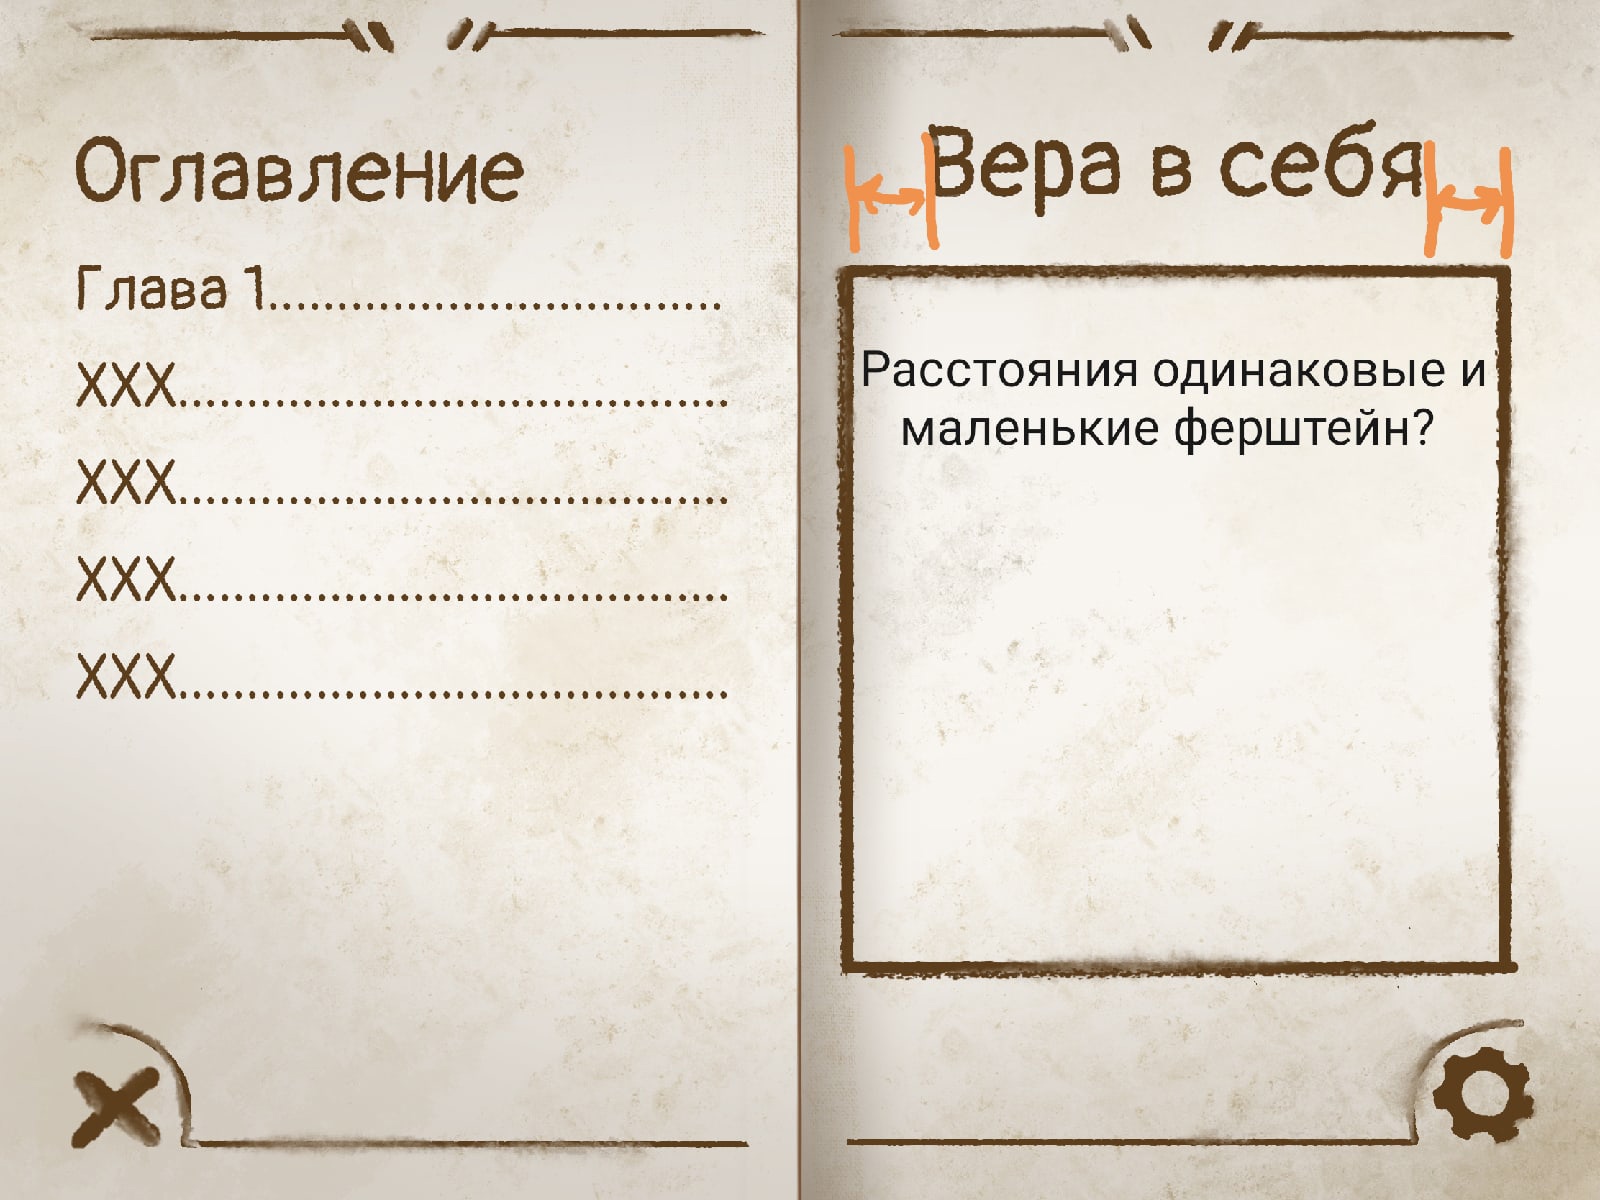 Оглавление
Глава 1.................................
XXX........................................
XXX........................................
XXX........................................
XXX........................................
Вера в себя
Расстояния одинаковые и
маленькие ферштейн?